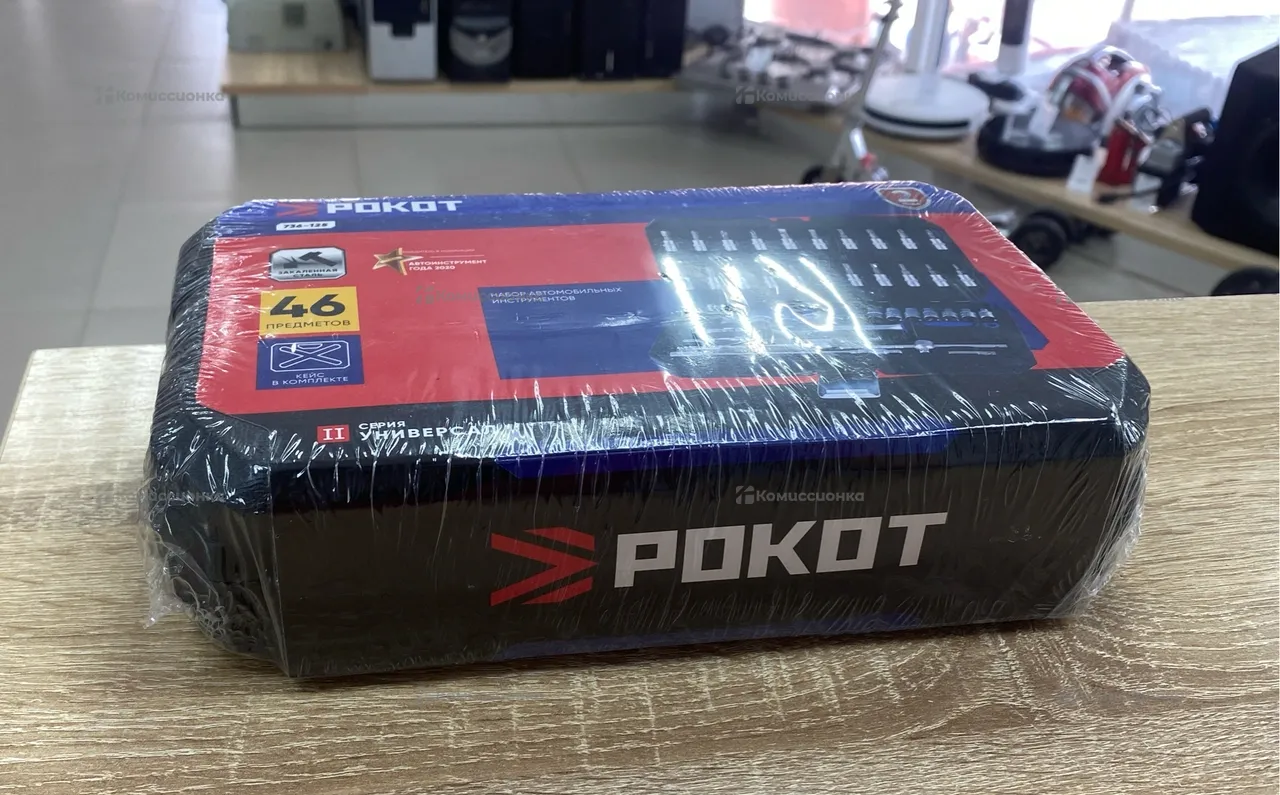 Комиссионка
РОКОТ
736-128
ЗАКАЛЕННАЯ
СТАЛЬ
АВТОИНСТРУМЕНТ
ГОДА 2020
46
ПРЕДМЕТОВ
НАБОР АВТОМОБИЛЬНЫХ
ИНСТРУМЕНТОВ
КЕЙС
В КОМПЛЕКТЕ
II СЕРИЯ
УНИВЕРСАЛ
Комиссионка
РОКОТ